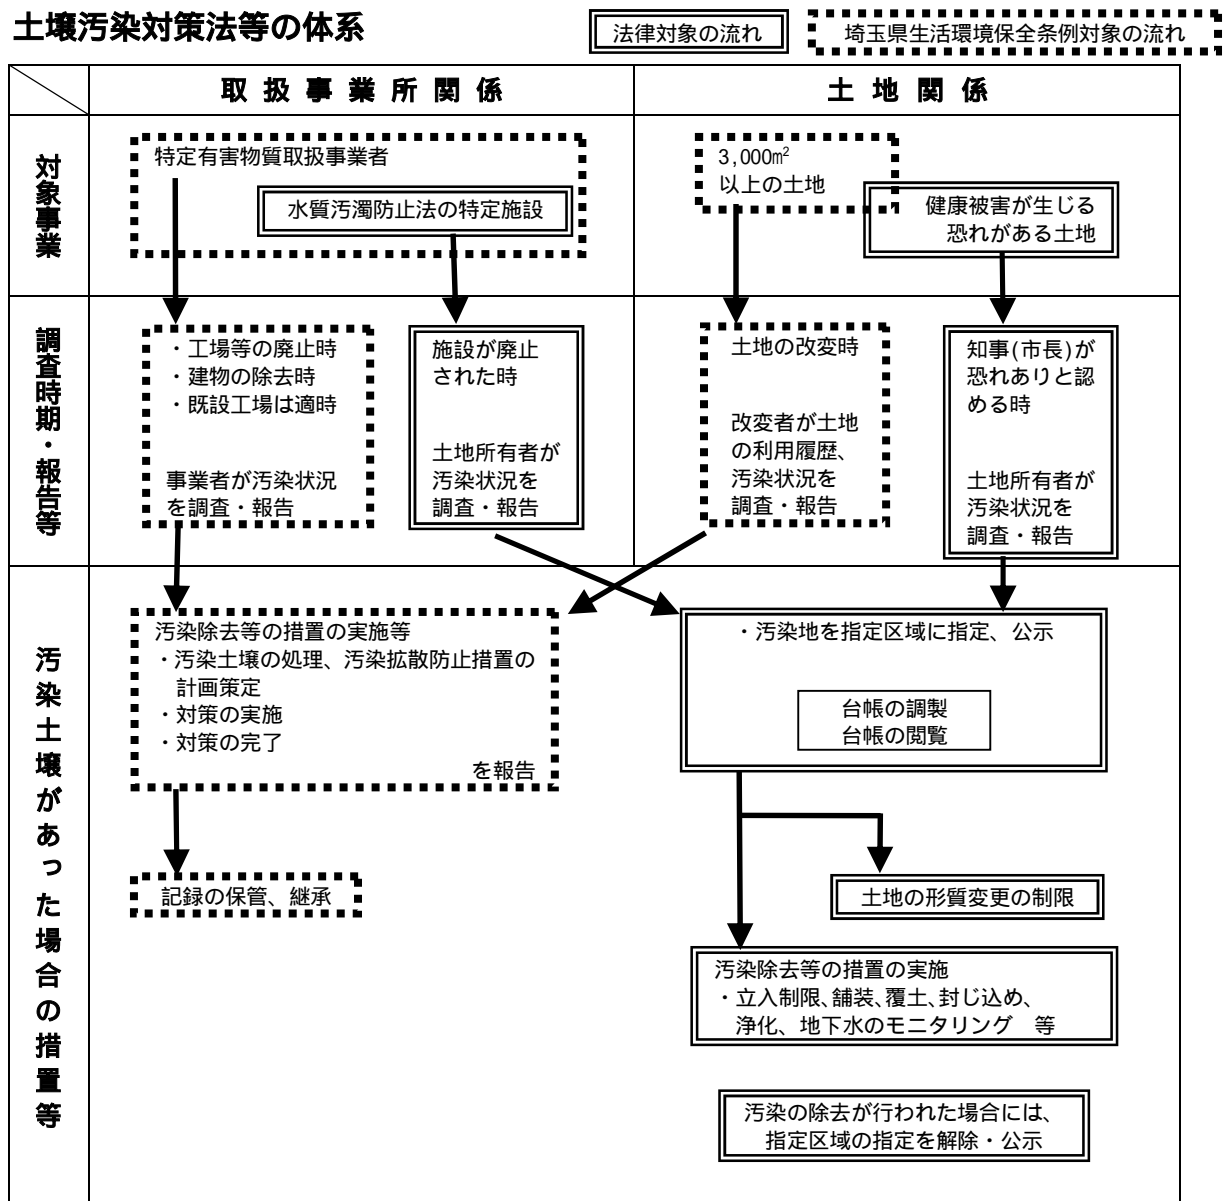 土壌汚染対策法等の体系
法律対象の流れ
埼玉県生活環境保全条例対象の流れ
取扱事業所関係
土地関係
対象事業
特定有害物質取扱事業者
水質汚濁防止法の特定施設
3,000㎡
以上の土地
健康被害が生じる
恐れがある土地
調査時期・報告等
・工場等の廃止時
・建物の除去時
・既設工場は適時
事業者が汚染状況
を調査・報告
施設が廃止
された時
土地所有者が
汚染状況を
調査・報告
土地の改変時
改変者が土地
の利用履歴、
汚染状況を
調査・報告
知事(市長)が
恐れありと認
める時
土地所有者が
汚染状況を
調査・報告
汚染土壌があった場合の措置等
汚染除去等の措置の実施等
・汚染土壌の処理、汚染拡散防止措置の
計画策定
・対策の実施
・対策の完了
を報告
・汚染地を指定区域に指定、公示
台帳の調製
台帳の閲覧
記録の保管、継承
土地の形質変更の制限
汚染除去等の措置の実施
・立入制限、舗装、覆土、封じ込め、
浄化、地下水のモニタリング 等
汚染の除去が行われた場合には、
指定区域の指定を解除・公示